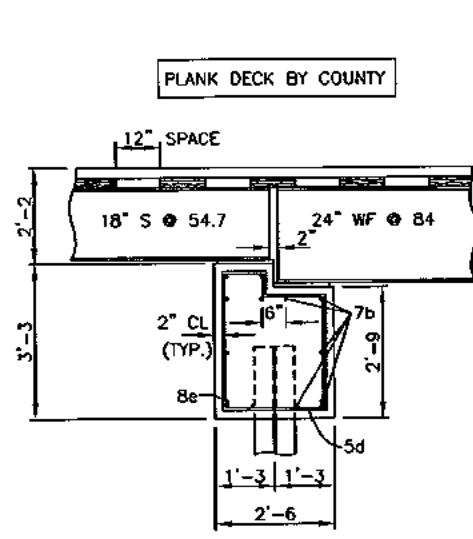 PLANK DECK BY COUNTY
12" SPACE
2'-2
18" S @ 54.7
24" WF @ 84
2"
3'-3
2" CL
(TYP.)
6"
7b
2'-9
8e
5d
1'-3
1'-3
2'-6